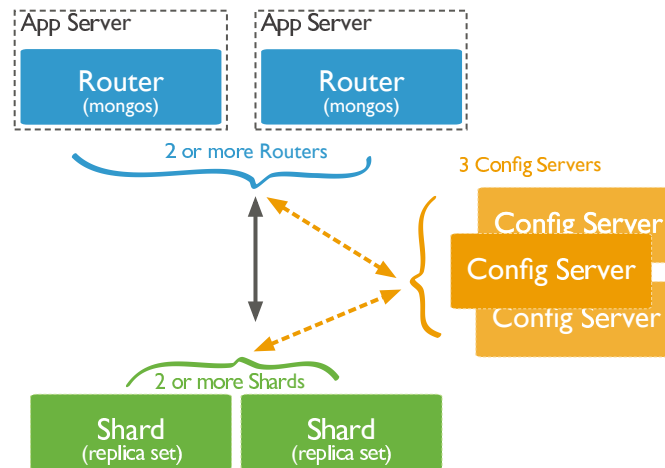 App Server
App Server
Router
(mongos)
Router
(mongos)
2 or more Routers
3 Config Servers
Config Server
Config Server
Config Server
2 or more Shards
Shard
(replica set)
Shard
(replica set)